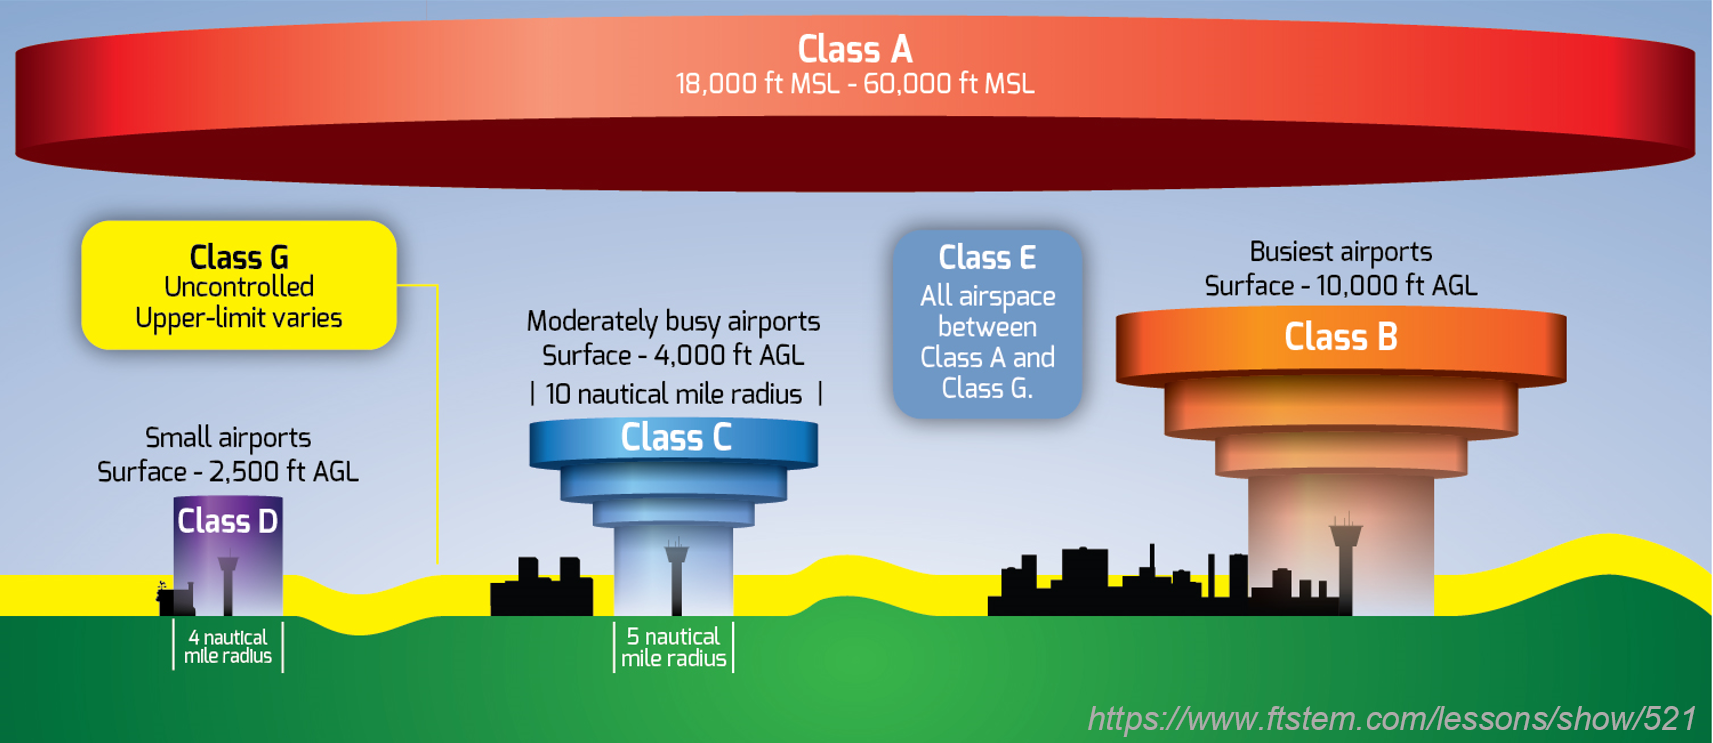 Class A
18,000 ft MSL - 60,000 ft MSL
Class G
Uncontrolled
Upper-limit varies
Class E
All airspace
between
Class A and
Class G.
Busiest airports
Surface - 10,000 ft AGL
Class B
Moderately busy airports
Surface - 4,000 ft AGL
| 10 nautical mile radius |
Class C
Small airports
Surface - 2,500 ft AGL
Class D
4 nautical
mile radius
5 nautical
mile radius
https://www.ftstem.com/lessons/show/521